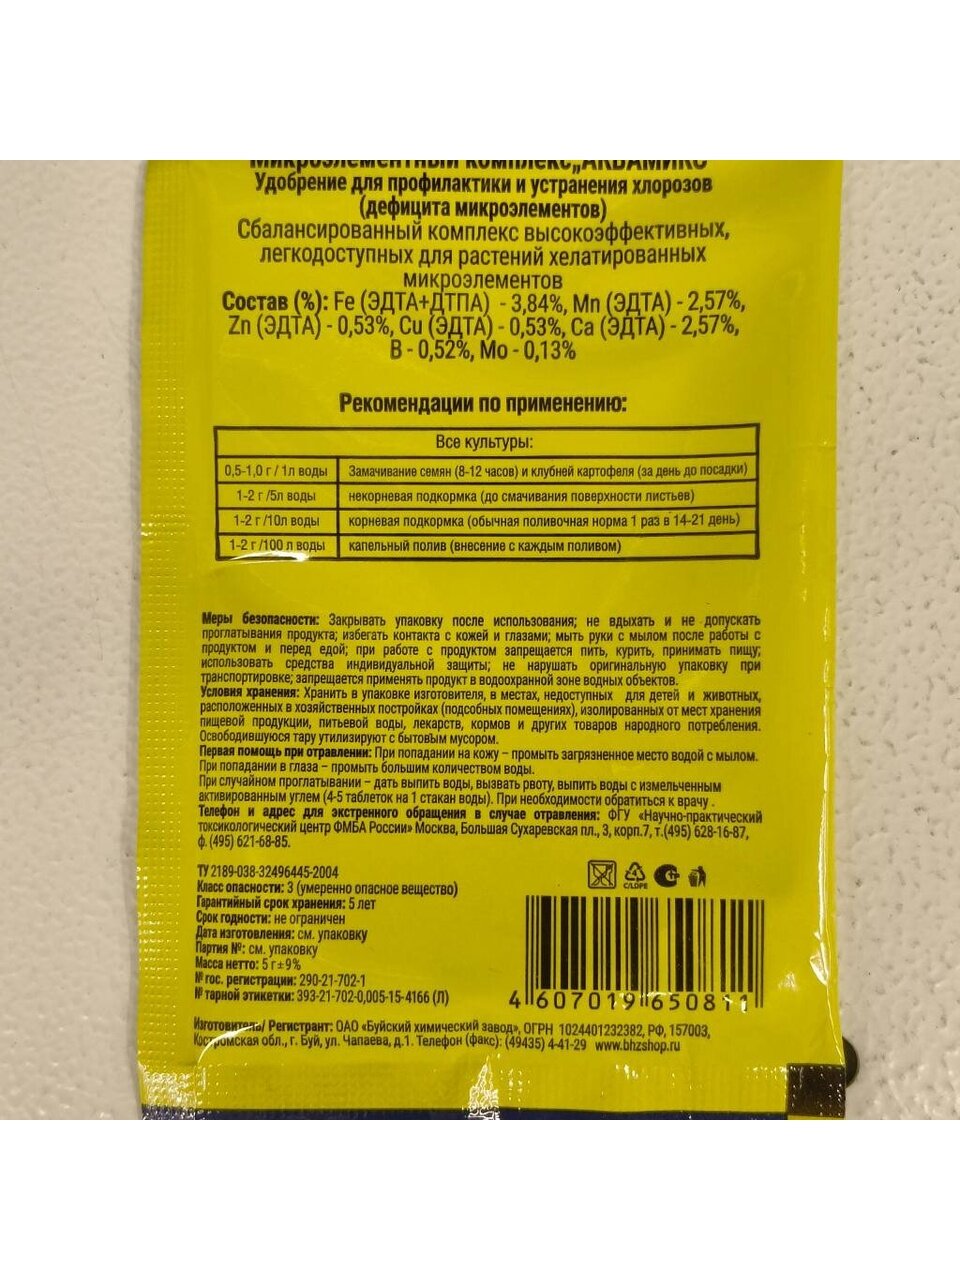 Микроэлементный комплекс„АКВАМИКС
Удобрение для профилактики и устранения хлорозов
(дефицита микроэлементов)
Сбалансированный комплекс высокоэффективных,
легкодоступных для растений хелатированных
микроэлементов
Состав (%): Fe (ЭДТА+ДТПА) - 3,84%, Mn (ЭДТА) - 2,57%,
Zn (ЭДТА) - 0,53%, Cu (ЭДТА) - 0,53%, Ca (ЭДТА) - 2,57%,
B - 0,52%, Mo - 0,13%
Рекомендации по применению:
Все культуры:
0,5-1,0 г / 1л воды Замачивание семян (8-12 часов) и клубней картофеля (за день до посадки)
1-2 г /5л воды некорневая подкормка (до смачивания поверхности листьев)
1-2 г /10л воды корневая подкормка (обычная поливочная норма 1 раз в 14-21 день)
1-2 г /100 л воды капельный полив (внесение с каждым поливом)
Меры безопасности: Закрывать упаковку после использования; не вдыхать и не допускать
проглатывания продукта; избегать контакта с кожей и глазами; мыть руки с мылом после работы с
продуктом и перед едой; при работе с продуктом запрещается пить, курить, принимать пищу;
использовать средства индивидуальной защиты; не нарушать оригинальную упаковку при
транспортировке; запрещается применять продукт в водоохранной зоне водных объектов.
Условия хранения: Хранить в упаковке изготовителя, в местах, недоступных для детей и животных,
расположенных в хозяйственных постройках (подсобных помещениях), изолированных от мест хранения
пищевой продукции, питьевой воды, лекарств, кормов и других товаров народного потребления.
Освободившуюся тару утилизируют с бытовым мусором.
Первая помощь при отравлении: При попадании на кожу – промыть загрязненное место водой с мылом.
При попадании в глаза – промыть большим количеством воды.
При случайном проглатывании – дать выпить воды, вызвать рвоту, выпить воды с измельченным
активированным углем (4-5 таблеток на 1 стакан воды). При необходимости обратиться к врачу .
Телефон и адрес для экстренного обращения в случае отравления: ФГУ «Научно-практический
токсикологический центр ФМБА России» Москва, Большая Сухаревская пл., 3, корп.7, т.(495) 628-16-87,
ф. (495) 621-68-85.
ТУ 2189-038-32496445-2004
Класс опасности: 3 (умеренно опасное вещество)
Гарантийный срок хранения: 5 лет
Срок годности: не ограничен
Дата изготовления: см. упаковку
Партия №: см. упаковку
Масса нетто: 5 г ± 9%
№ гос. регистрации: 290-21-702-1
№ тарной этикетки: 393-21-702-0,005-15-4166 (Л)
C/LDPE
4 607019 650811
Изготовитель/ Регистрант: ОАО «Буйский химический завод», ОГРН 1024401232382, РФ, 157003,
Костромская обл., г. Буй, ул. Чапаева, д.1. Телефон (факс): (49435) 4-41-29 www.bhzshop.ru